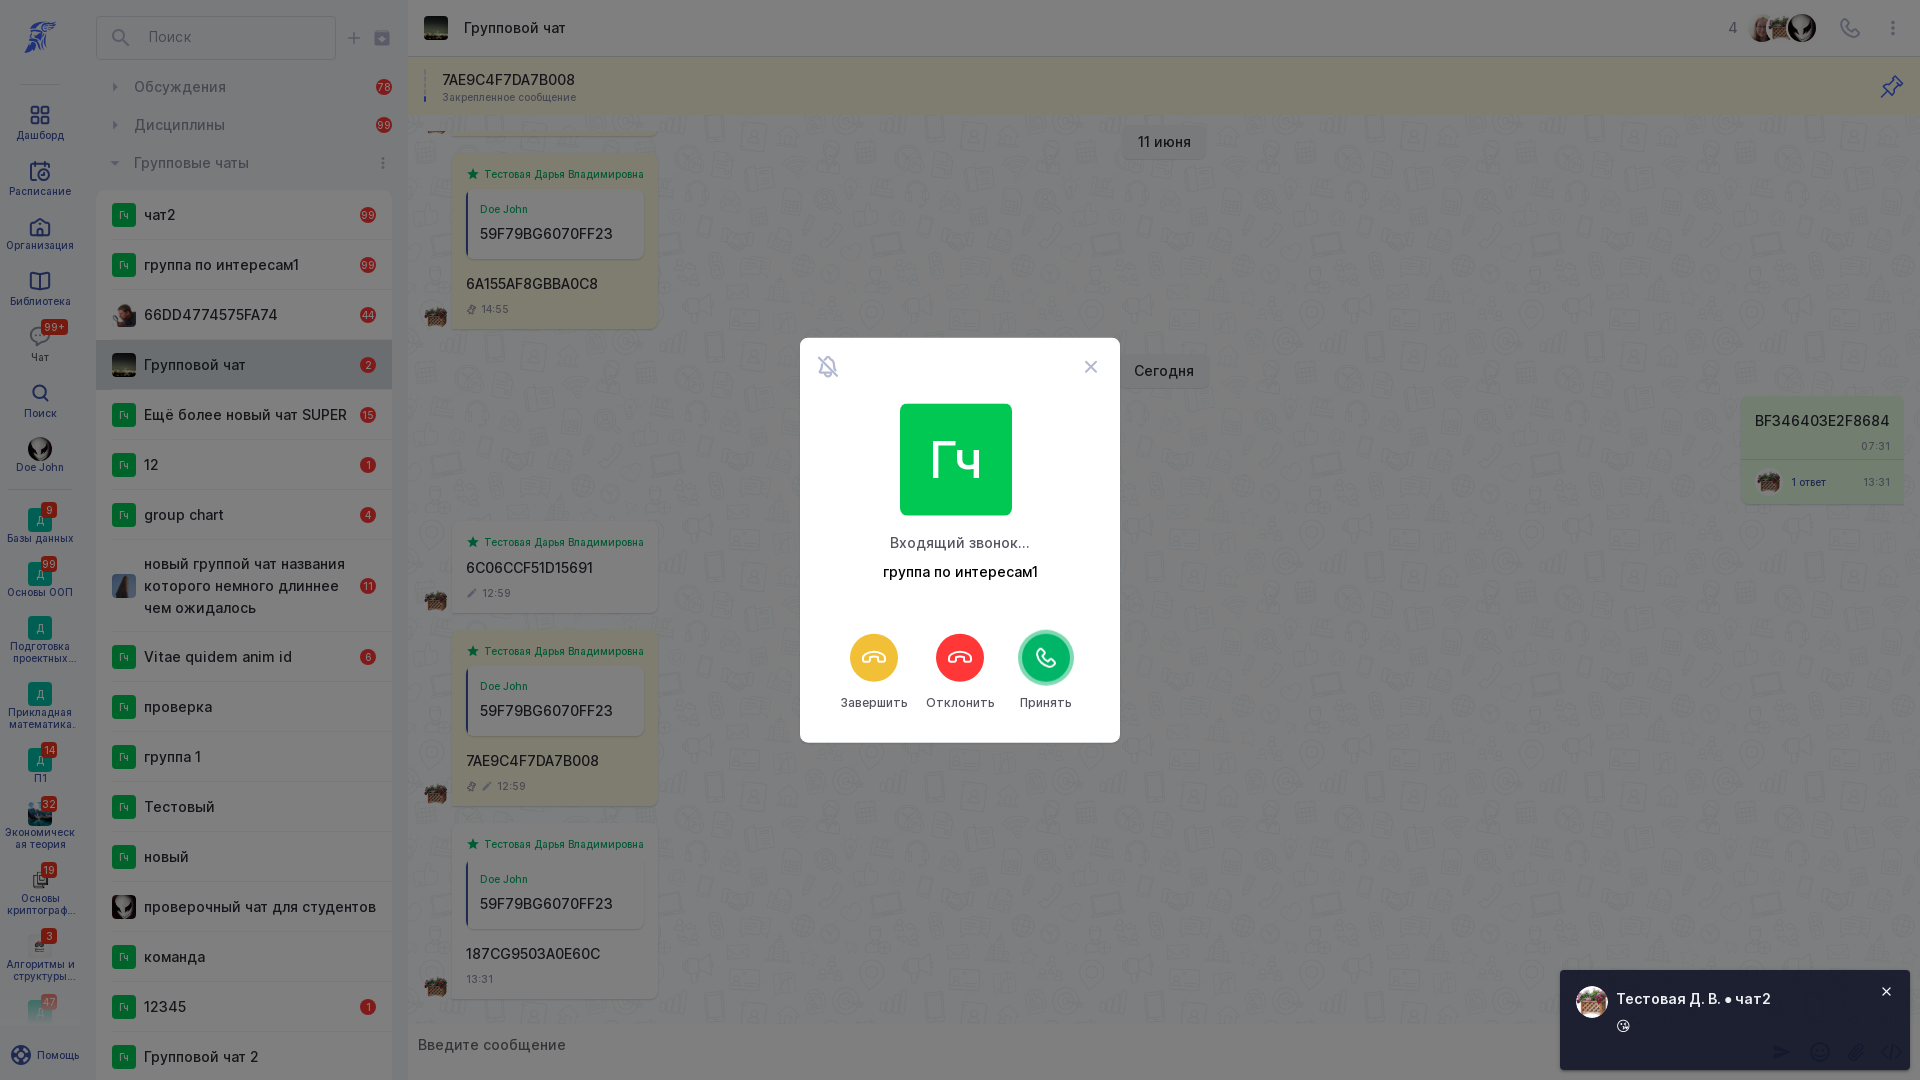 Дашборд
Расписание
Организация
Библиотека
99+
Чат
Поиск
Doe John
9
Д
Базы данных
99
Д
Основы ООП
Д
Подготовка
проектных...
Д
Прикладная
математика.
14
Д
П1
32
Экономическ
ая теория
19
Основы
криптограф...
3
Алгоритмы и
структуры...
47
Д
Помощь
Поиск
Обсуждения
78
Дисциплины
99
Групповые чаты
Гч
чат2
99
Гч
группа по интересам1
99
66DD4774575FA74
44
Групповой чат
2
Гч
Ещё более новый чат SUPER
15
Гч
12
1
Гч
group chart
4
новый группой чат названия
которого немного длиннее
чем ожидалось
11
Гч
Vitae quidem anim id
6
Гч
проверка
Гч
группа 1
Гч
Тестовый
Гч
новый
проверочный чат для студентов
Гч
команда
Гч
12345
1
Гч
Групповой чат 2
Групповой чат
4
7AE9C4F7DA7B008
Закрепленное сообщение
11 июня
Тестовая Дарья Владимировна
Doe John
59F79BG6070FF23
6A155AF8GBBA0C8
14:55
Сегодня
BF346403E2F8684
07:31
1 ответ
13:31
Тестовая Дарья Владимировна
6C06CCF51D15691
12:59
Тестовая Дарья Владимировна
Doe John
59F79BG6070FF23
7AE9C4F7DA7B008
12:59
Тестовая Дарья Владимировна
Doe John
59F79BG6070FF23
187CG9503A0E60C
13:31
Введите сообщение
Гч
Входящий звонок...
группа по интересам1
Завершить
Отклонить
Принять
Тестовая Д. В. ● чат2
😘